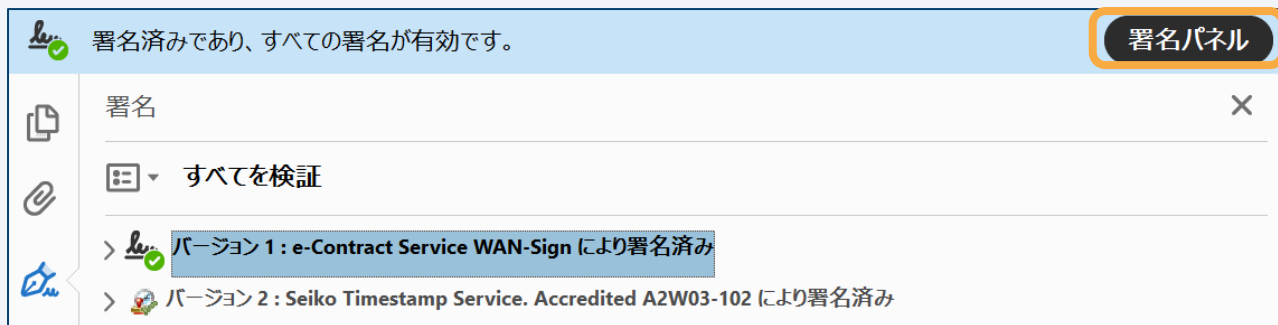 署名済みであり、すべての署名が有効です。
署名パネル
署名
すべてを検証
バージョン 1 : e-Contract Service WAN-Sign により署名済み
バージョン 2 : Seiko Timestamp Service. Accredited A2W03-102 により署名済み